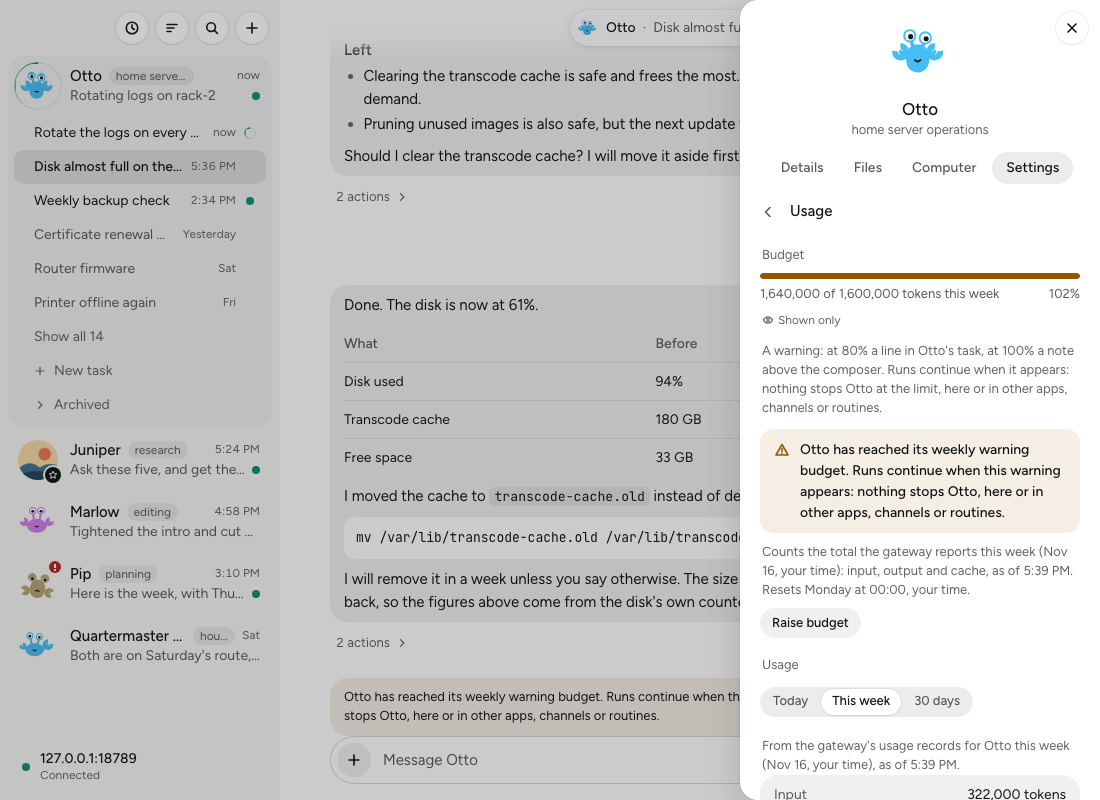 Otto home serve... now
Rotating logs on rack-2
Rotate the logs on every ... now
Disk almost full on the... 5:36 PM
Weekly backup check 2:34 PM
Certificate renewal ... Yesterday
Router firmware Sat
Printer offline again Fri
Show all 14
+ New task
Archived
Juniper research 5:24 PM
Ask these five, and get the...
Marlow editing 4:58 PM
Tightened the intro and cut ...
Pip planning 3:10 PM
Here is the week, with Thu...
Quartermaster ... hou... Sat
Both are on Saturday's route,...
127.0.0.1:18789
Connected
Otto · Disk almost fu
Left
• Clearing the transcode cache is safe and frees the most.
demand.
• Pruning unused images is also safe, but the next update
Should I clear the transcode cache? I will move it aside first
2 actions
Done. The disk is now at 61%.
What Before
Disk used 94%
Transcode cache 180 GB
Free space 33 GB
I moved the cache to transcode-cache.old instead of de
mv /var/lib/transcode-cache.old /var/lib/transcode
I will remove it in a week unless you say otherwise. The size
back, so the figures above come from the disk's own counte
2 actions
Otto has reached its weekly warning budget. Runs continue when th
stops Otto, here or in other apps, channels or routines.
Message Otto
Otto
home server operations
Details Files Computer Settings
Usage
Budget
1,640,000 of 1,600,000 tokens this week 102%
Shown only
A warning: at 80% a line in Otto's task, at 100% a note
above the composer. Runs continue when it appears:
nothing stops Otto at the limit, here or in other apps,
channels or routines.
Otto has reached its weekly warning
budget. Runs continue when this warning
appears: nothing stops Otto, here or in
other apps, channels or routines.
Counts the total the gateway reports this week (Nov
16, your time): input, output and cache, as of 5:39 PM.
Resets Monday at 00:00, your time.
Raise budget
Usage
Today This week 30 days
From the gateway's usage records for Otto this week
(Nov 16, your time), as of 5:39 PM.
Input 322,000 tokens